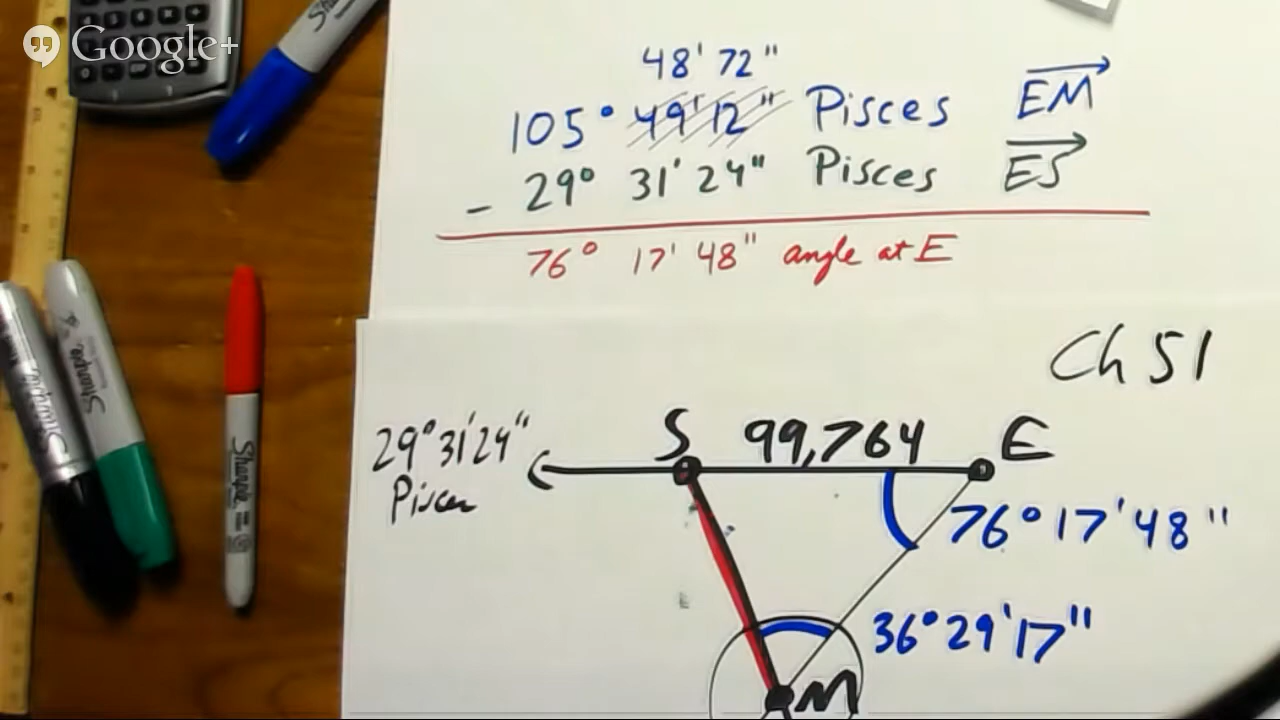 Google+
48' 72"
105° 49' 12" Pisces EM
- 29° 31' 24" Pisces ES
76° 17' 48" angle at E
Ch 51
S 99,764 E
29° 31' 24"
Pisces
76° 17' 48"
36° 29' 17"
M
Sharpie
Sharpie
Sharpie